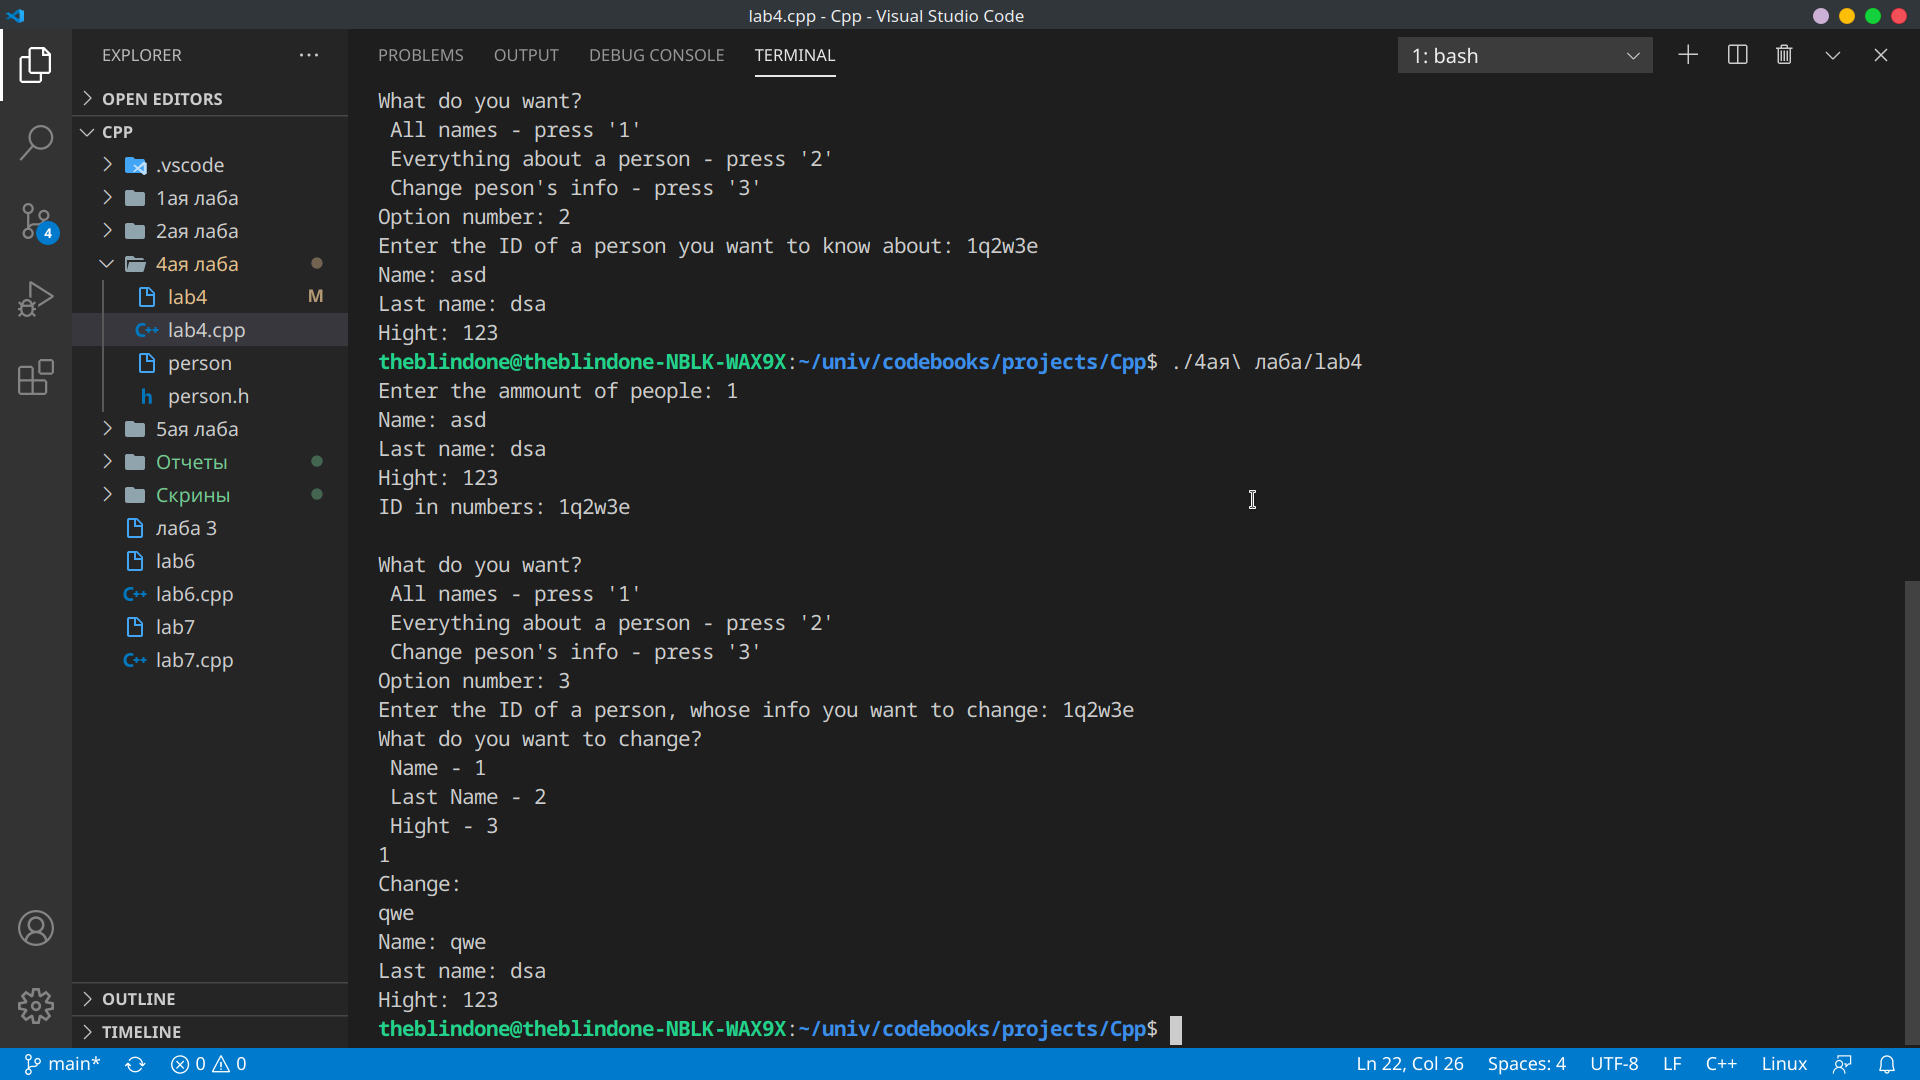 lab4.cpp - Cpp - Visual Studio Code
EXPLORER
OPEN EDITORS
CPP
.vscode
1ая лаба
2ая лаба
4ая лаба
lab4 M
C++ lab4.cpp
person
h person.h
5ая лаба
Отчеты
Скрины
лаба 3
lab6
C++ lab6.cpp
lab7
C++ lab7.cpp
OUTLINE
TIMELINE
4
PROBLEMS OUTPUT DEBUG CONSOLE TERMINAL 1: bash
What do you want?
All names - press '1'
Everything about a person - press '2'
Change peson's info - press '3'
Option number: 2
Enter the ID of a person you want to know about: 1q2w3e
Name: asd
Last name: dsa
Hight: 123
theblindone@theblindone-NBLK-WAX9X:~/univ/codebooks/projects/Cpp$ ./4ая\ лаба/lab4
Enter the ammount of people: 1
Name: asd
Last name: dsa
Hight: 123
ID in numbers: 1q2w3e
What do you want?
All names - press '1'
Everything about a person - press '2'
Change peson's info - press '3'
Option number: 3
Enter the ID of a person, whose info you want to change: 1q2w3e
What do you want to change?
Name - 1
Last Name - 2
Hight - 3
1
Change:
qwe
Name: qwe
Last name: dsa
Hight: 123
theblindone@theblindone-NBLK-WAX9X:~/univ/codebooks/projects/Cpp$
main* 0 0 Ln 22, Col 26 Spaces: 4 UTF-8 LF C++ Linux